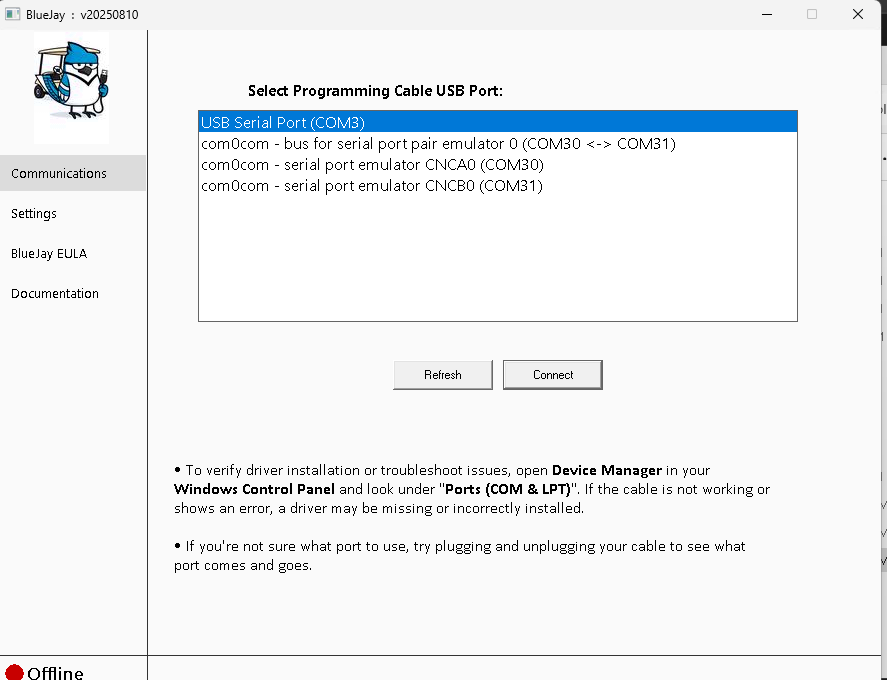 BlueJay : v20250810
Select Programming Cable USB Port:
USB Serial Port (COM3)
com0com - bus for serial port pair emulator 0 (COM30 <-> COM31)
com0com - serial port emulator CNCA0 (COM30)
com0com - serial port emulator CNCB0 (COM31)
Communications
Settings
BlueJay EULA
Documentation
Refresh
Connect
• To verify driver installation or troubleshoot issues, open Device Manager in your
Windows Control Panel and look under "Ports (COM & LPT)". If the cable is not working or
shows an error, a driver may be missing or incorrectly installed.
• If you're not sure what port to use, try plugging and unplugging your cable to see what
port comes and goes.
Offline